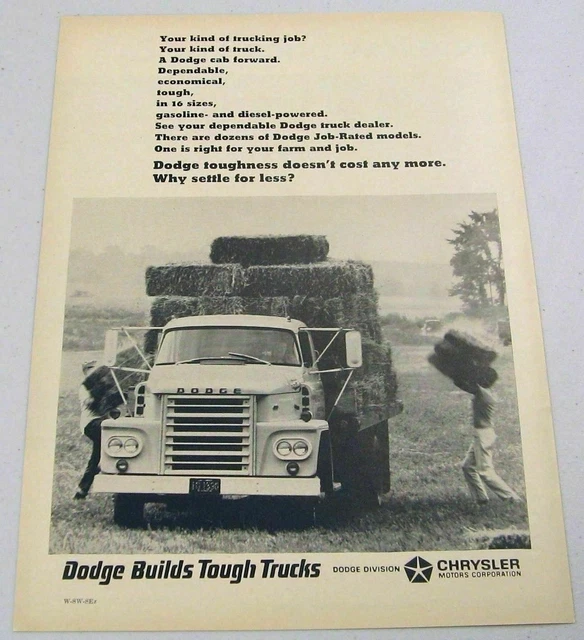 Your kind of trucking job?
Your kind of truck.
A Dodge cab forward.
Dependable,
economical,
tough,
in 16 sizes,
gasoline- and diesel-powered.
See your dependable Dodge truck dealer.
There are dozens of Dodge Job-Rated models.
One is right for your farm and job.
Dodge toughness doesn't cost any more.
Why settle for less?
DODGE
Dodge Builds Tough Trucks
DODGE DIVISION
CHRYSLER
MOTORS CORPORATION